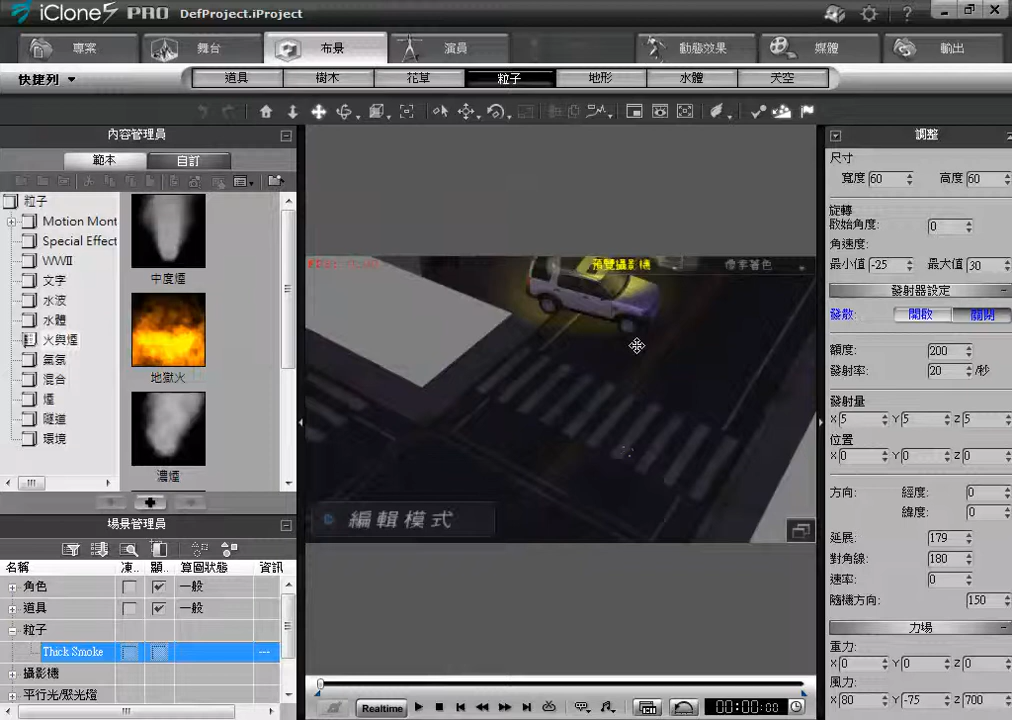 iClone5 PRO DefProject.iProject ?
專案 舞台 布景 演員 動態效果 媒體 輸出
快捷列 ▼ 道具 樹木 花草 粒子 地形 水體 天空
內容管理員
範本 自訂
粒子
Motion Mont
Special Effect
WWII
文字
水波
水體
火與煙
氣氛
混合
煙
隧道
環境
中度煙
地獄火
濃煙
場景管理員
名稱 凍.. 顯.. 算圖狀態 資訊
角色 一般
道具 一般
粒子
Thick Smoke ---
攝影機
平行光/聚光燈
預覽攝影機 像素著色
編輯模式
Realtime 00:00:00
調整
尺寸
寬度 60 高度 60
旋轉
啟始角度: 0
角速度:
最小值 -25 最大值 30
發射器設定
發散: 開啟 關閉
額度: 200
發射率: 20 /秒
發射量
X 5 Y 5 Z 5
位置
X 0 Y 0 Z 0
方向: 經度: 0
緯度: 0
延展: 179
對角線: 180
速率: 0
隨機方向: 150
力場
重力:
X 0 Y 0 Z 0
風力:
X 80 Y -75 Z 700